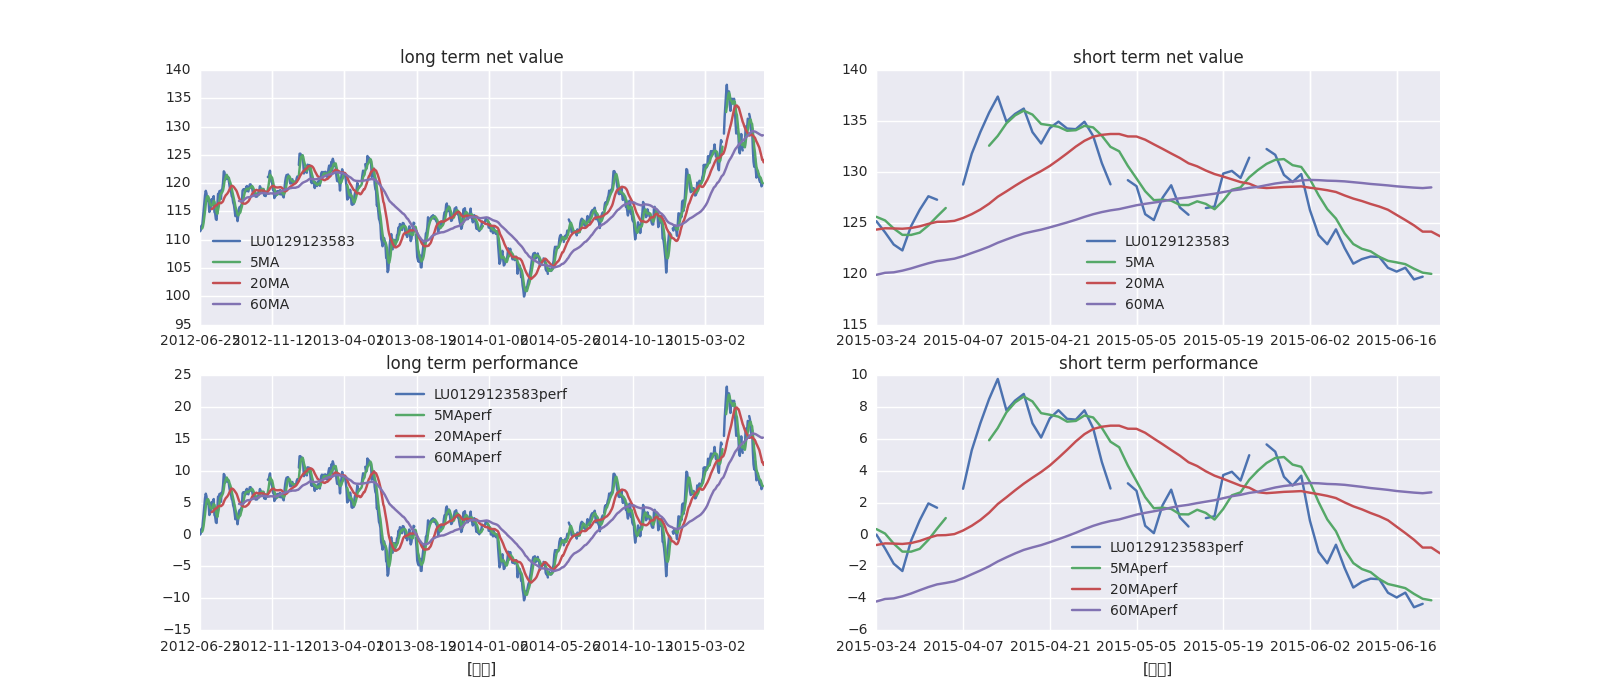 long term net value
140
135
130
125
120
115
110
105
100
95
LU0129123583
5MA
20MA
60MA
2012-06-25 2012-11-12 2013-04-01 2013-08-19 2014-01-06 2014-05-26 2014-10-13 2015-03-02
short term net value
140
135
130
125
120
115
LU0129123583
5MA
20MA
60MA
2015-03-24 2015-04-07 2015-04-21 2015-05-05 2015-05-19 2015-06-02 2015-06-16
long term performance
25
20
15
10
5
0
−5
−10
−15
LU0129123583perf
5MAperf
20MAperf
60MAperf
2012-06-25 2012-11-12 2013-04-01 2013-08-19 2014-01-06 2014-05-26 2014-10-13 2015-03-02
[▯▯]
short term performance
10
8
6
4
2
0
−2
−4
−6
LU0129123583perf
5MAperf
20MAperf
60MAperf
2015-03-24 2015-04-07 2015-04-21 2015-05-05 2015-05-19 2015-06-02 2015-06-16
[▯▯]